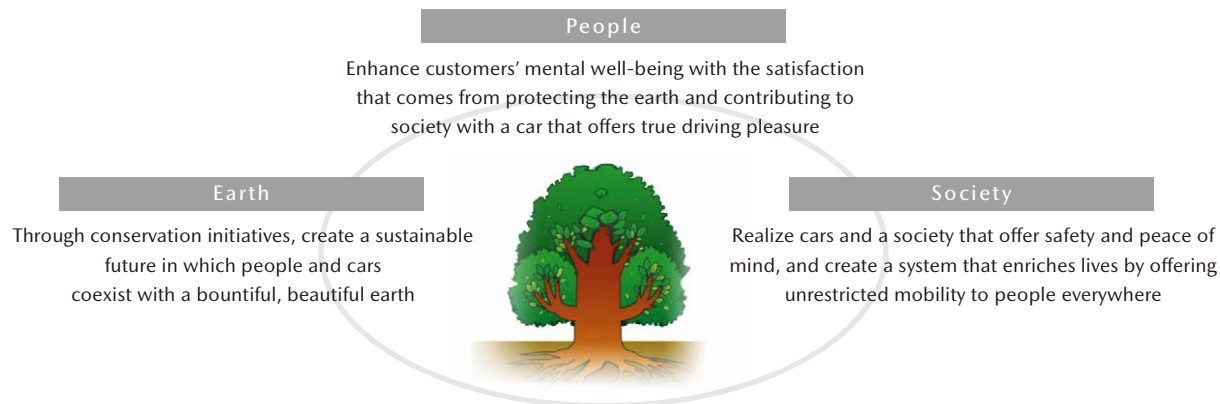 People
Enhance customers’ mental well-being with the satisfaction
that comes from protecting the earth and contributing to
society with a car that offers true driving pleasure
Earth
Through conservation initiatives, create a sustainable
future in which people and cars
coexist with a bountiful, beautiful earth
Society
Realize cars and a society that offer safety and peace of
mind, and create a system that enriches lives by offering
unrestricted mobility to people everywhere